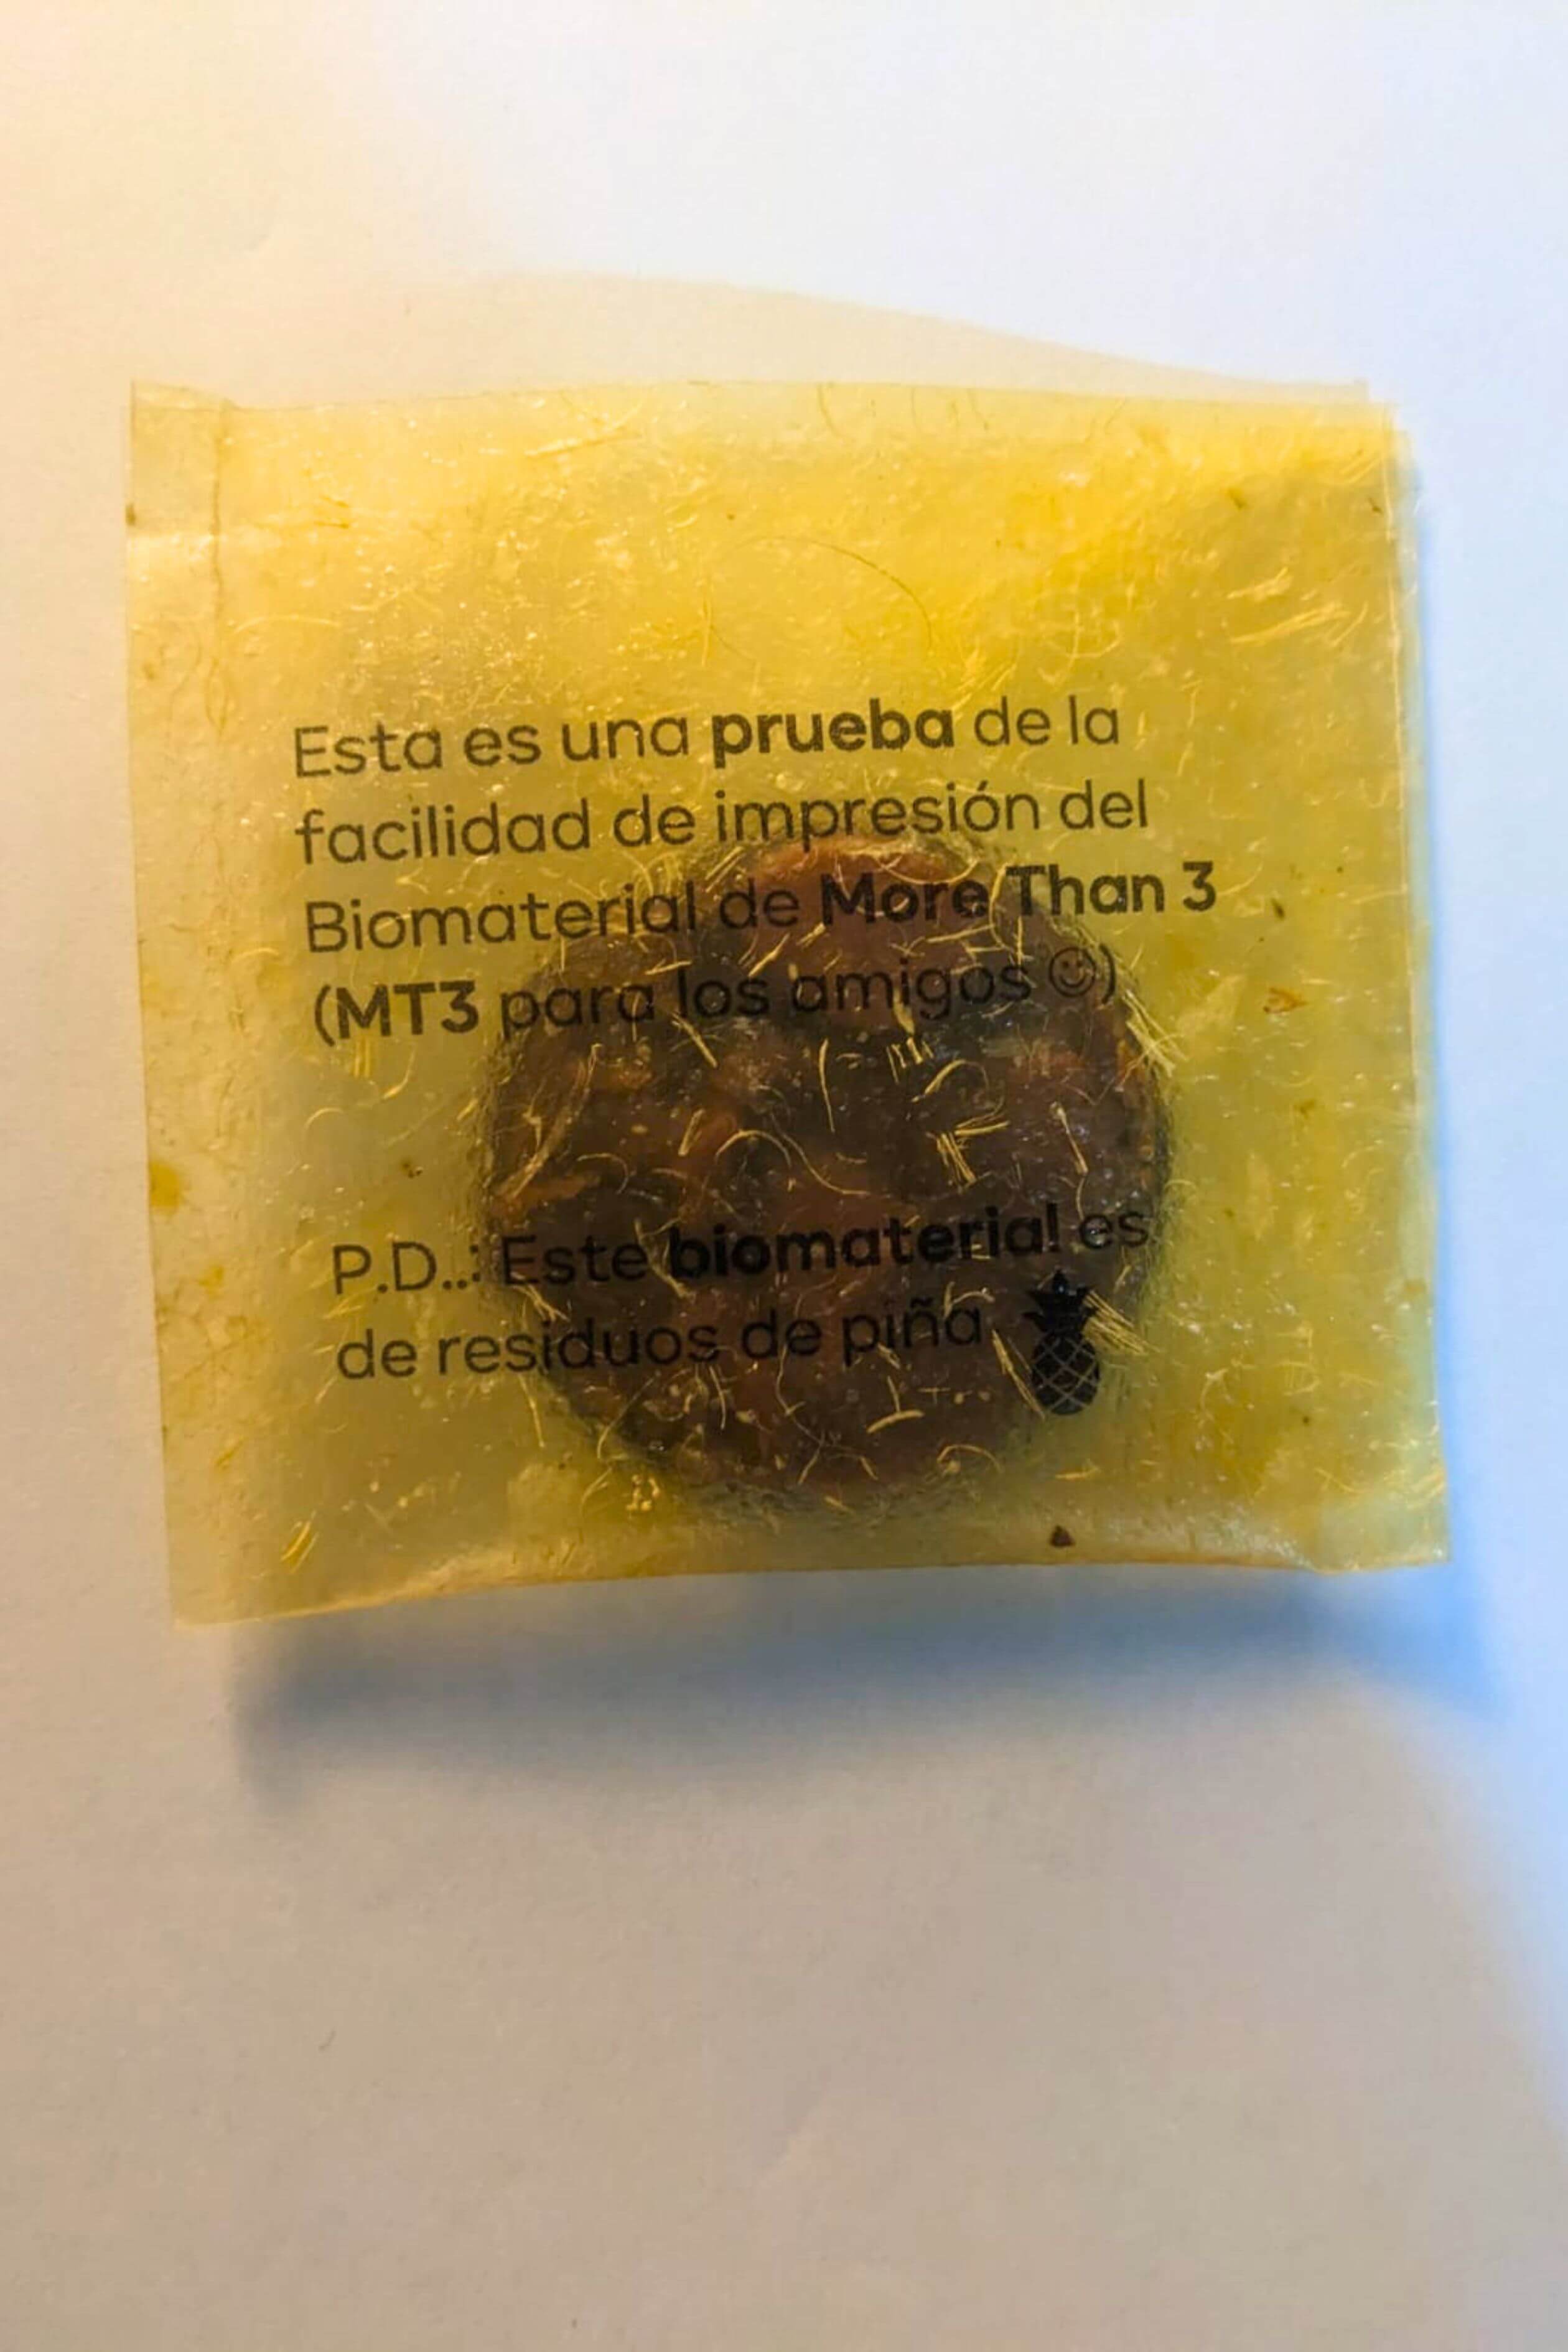 Esta es una prueba de la
facilidad de impresión del
Biomaterial de More Than 3
(MT3 para los amigos ☺)
P.D..: Este biomaterial es
de residuos de piña